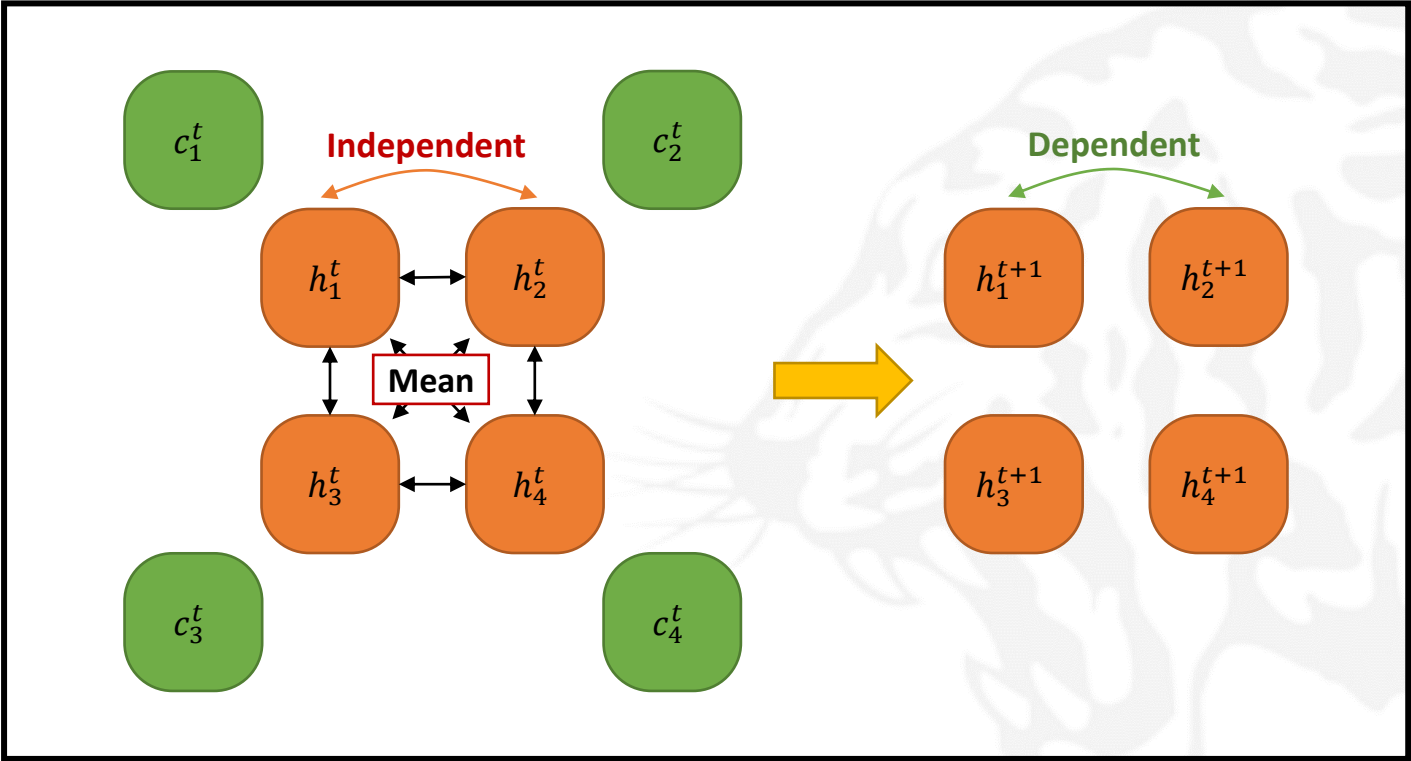 c_1^t
c_2^t
Independent
Dependent
h_1^t
h_2^t
h_1^{t+1}
h_2^{t+1}
Mean
h_3^t
h_4^t
h_3^{t+1}
h_4^{t+1}
c_3^t
c_4^t